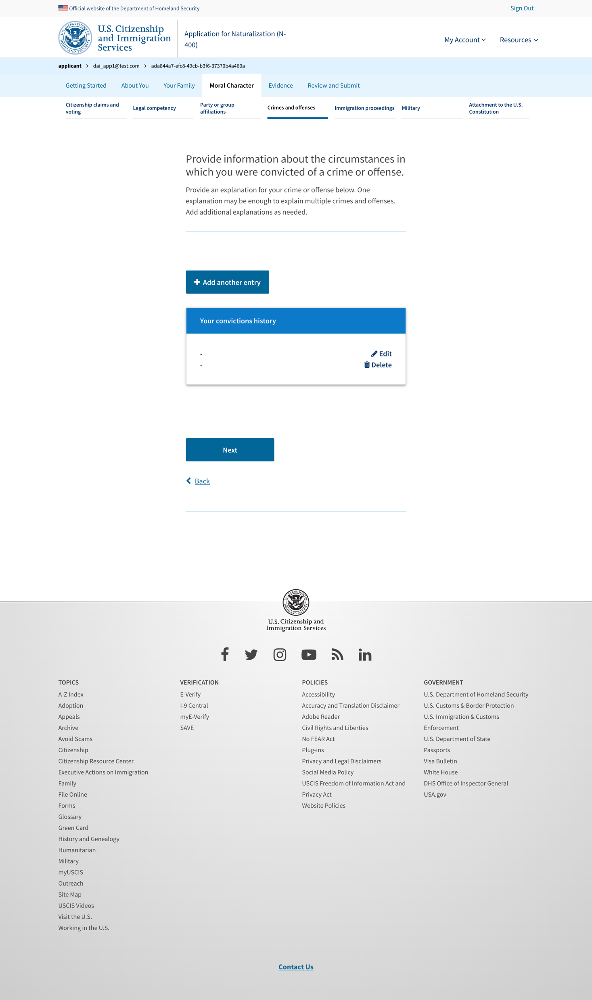 Official website of the Department of Homeland Security
Sign Out
U.S. Citizenship
and Immigration
Services
Application for Naturalization (N-
400)
My Account
Resources
applicant > dai_app1@test.com > ada844a7-efc8-49cb-b3f6-37370b4a460a
Getting Started
About You
Your Family
Moral Character
Evidence
Review and Submit
Citizenship claims and
voting
Legal competency
Party or group
affiliations
Crimes and offenses
Immigration proceedings
Military
Attachment to the U.S.
Constitution
Provide information about the circumstances in
which you were convicted of a crime or offense.
Provide an explanation for your crime or offense below. One
explanation may be enough to explain multiple crimes and offenses.
Add additional explanations as needed.
Add another entry
Your convictions history
-
Edit
-
Delete
Next
Back
U.S. DEPARTMENT OF HOMELAND SECURITY
U.S. Citizenship and
Immigration Services
TOPICS
A-Z Index
Adoption
Appeals
Archive
Avoid Scams
Citizenship
Citizenship Resource Center
Executive Actions on Immigration
Family
File Online
Forms
Glossary
Green Card
History and Genealogy
Humanitarian
Military
myUSCIS
Outreach
Site Map
USCIS Videos
Visit the U.S.
Working in the U.S.
VERIFICATION
E-Verify
I-9 Central
myE-Verify
SAVE
POLICIES
Accessibility
Accuracy and Translation Disclaimer
Adobe Reader
Civil Rights and Liberties
No FEAR Act
Plug-ins
Privacy and Legal Disclaimers
Social Media Policy
USCIS Freedom of Information Act and
Privacy Act
Website Policies
GOVERNMENT
U.S. Department of Homeland Security
U.S. Customs & Border Protection
U.S. Immigration & Customs
Enforcement
U.S. Department of State
Passports
Visa Bulletin
White House
DHS Office of Inspector General
USA.gov
Contact Us